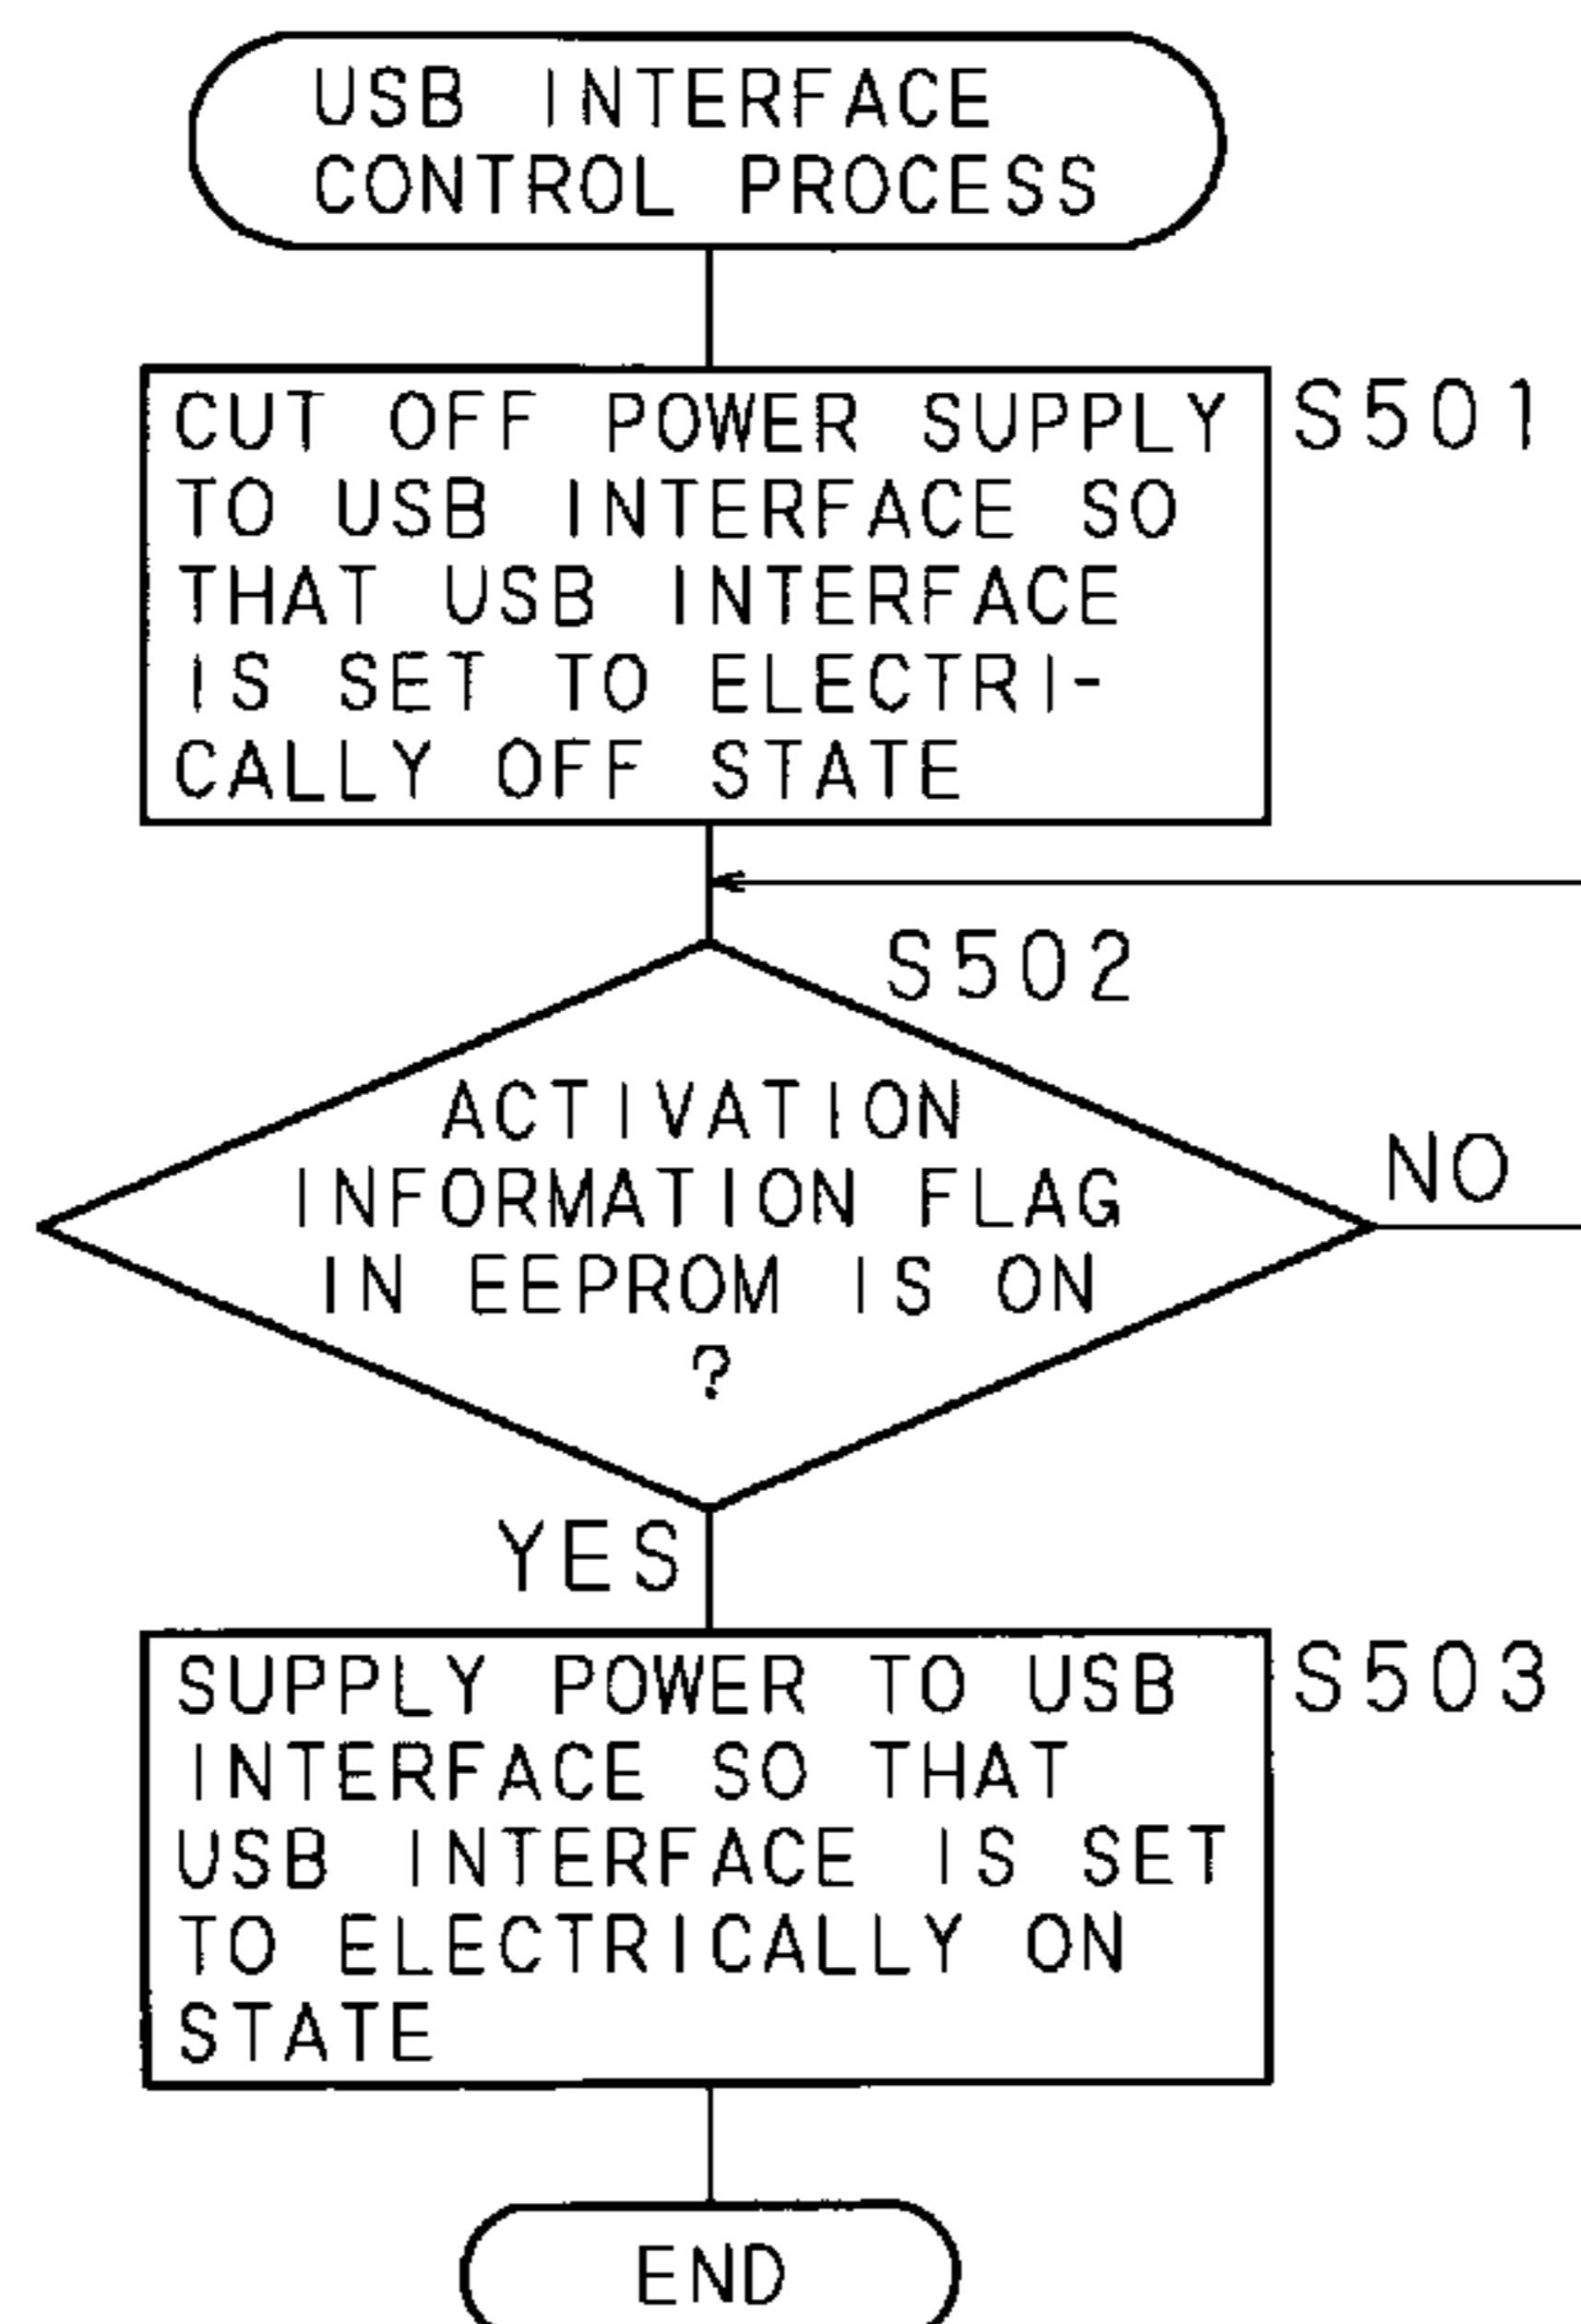 USB INTERFACE
CONTROL PROCESS
CUT OFF POWER SUPPLY
TO USB INTERFACE SO
THAT USB INTERFACE
IS SET TO ELECTRI-
CALLY OFF STATE
S501
S502
ACTIVATION
INFORMATION FLAG
IN EEPROM IS ON
?
NO
YES
SUPPLY POWER TO USB
INTERFACE SO THAT
USB INTERFACE IS SET
TO ELECTRICALLY ON
STATE
S503
END